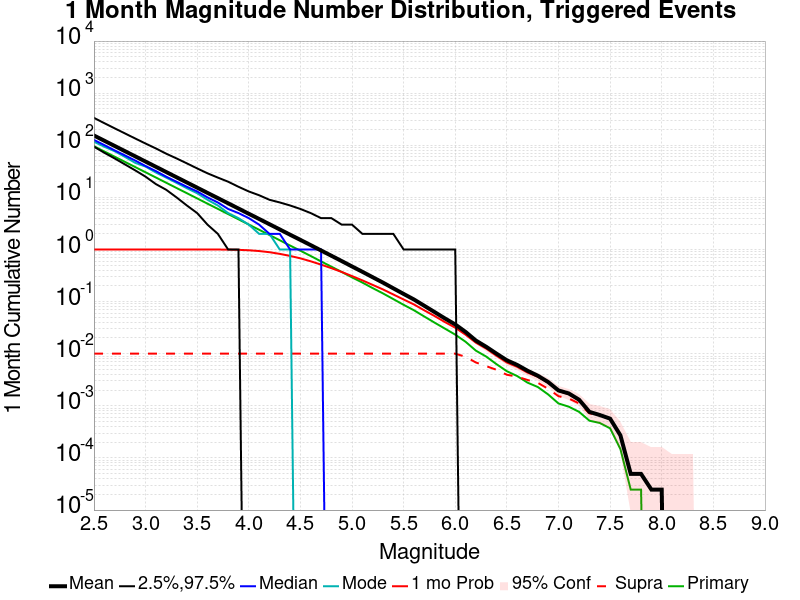 1 Month Magnitude Number Distribution, Triggered Events
1 Month Cumulative Number
10^4
10^3
10^2
10^1
10^0
10^-1
10^-2
10^-3
10^-4
10^-5
2.5 3.0 3.5 4.0 4.5 5.0 5.5 6.0 6.5 7.0 7.5 8.0 8.5 9.0
Magnitude
Mean 2.5%,97.5% Median Mode 1 mo Prob 95% Conf Supra Primary